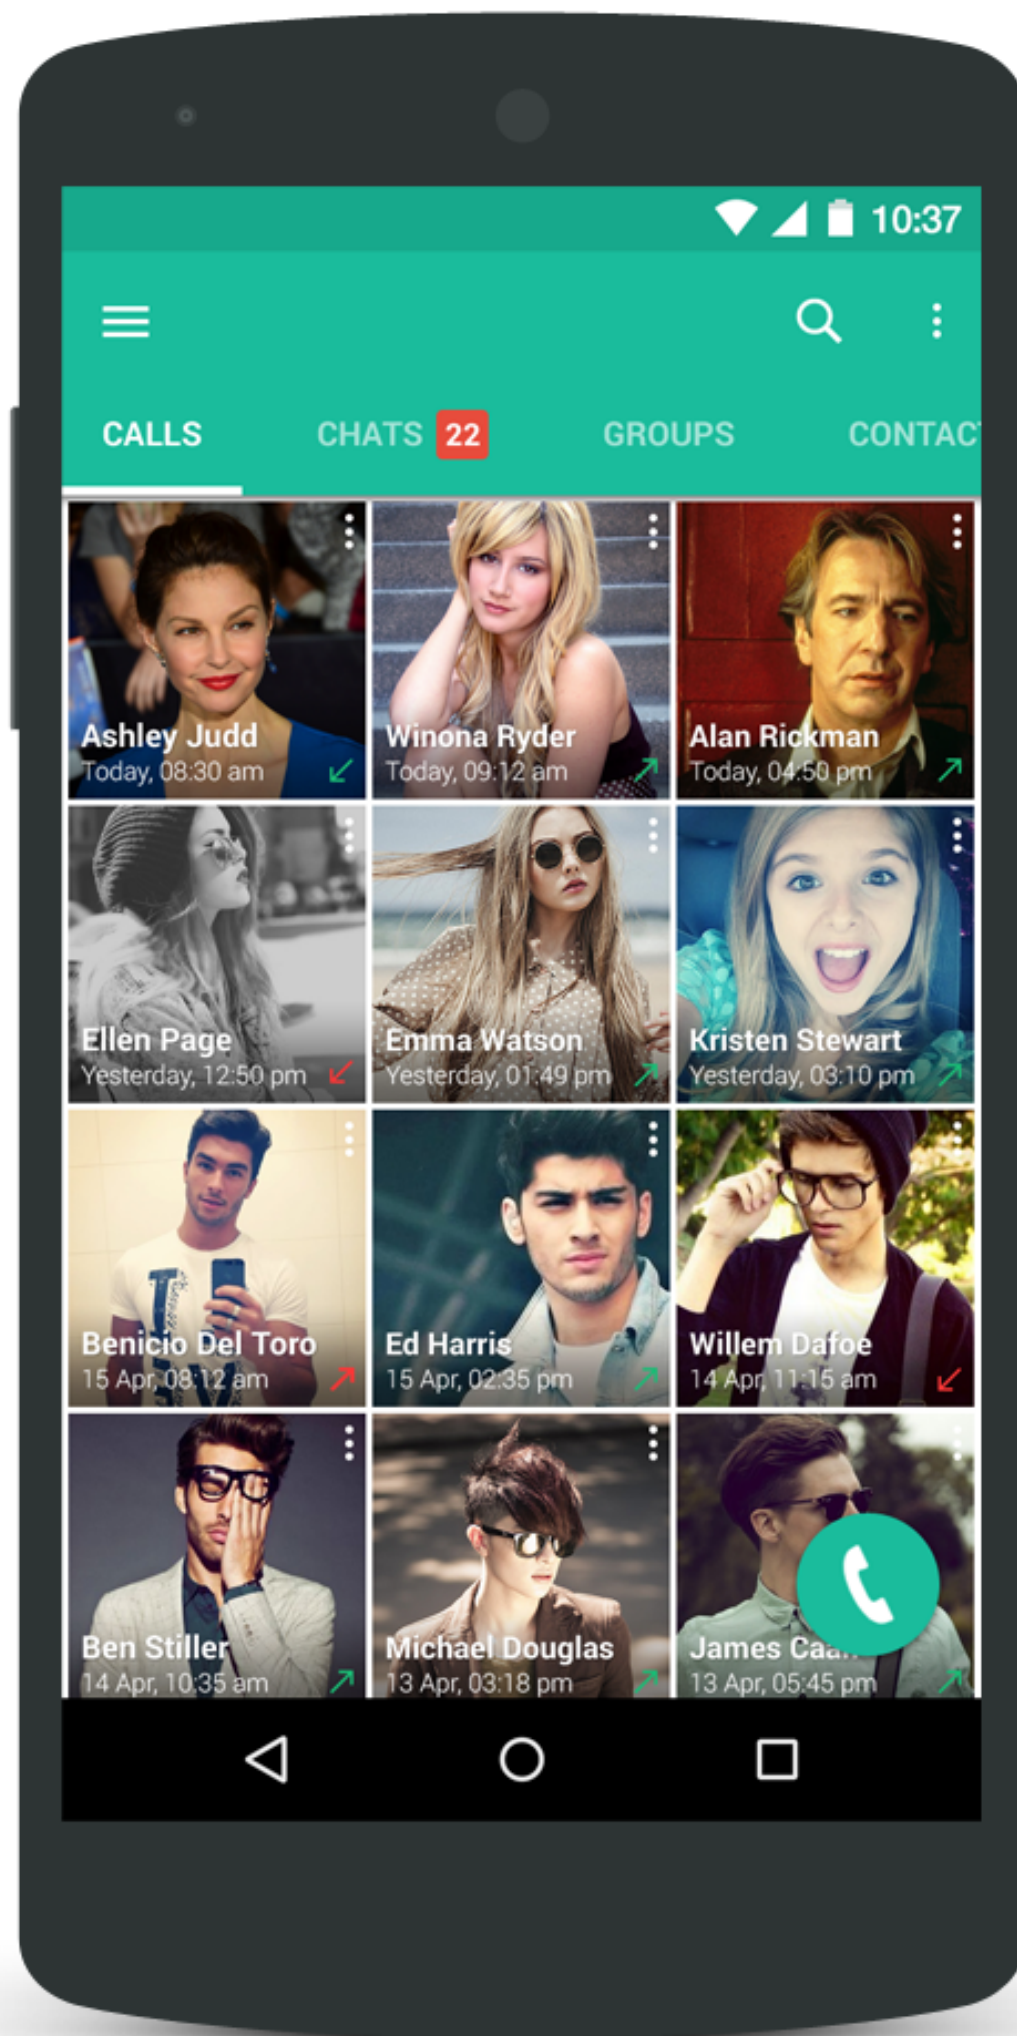 10:37
CALLS CHATS 22 GROUPS CONTAC
Ashley Judd
Today, 08:30 am
Winona Ryder
Today, 09:12 am
Alan Rickman
Today, 04:50 pm
Ellen Page
Yesterday, 12:50 pm
Emma Watson
Yesterday, 01:49 pm
Kristen Stewart
Yesterday, 03:10 pm
Benicio Del Toro
15 Apr, 08:12 am
Ed Harris
15 Apr, 02:35 pm
Willem Dafoe
14 Apr, 11:15 am
Ben Stiller
14 Apr, 10:35 am
Michael Douglas
13 Apr, 03:18 pm
James Caa
13 Apr, 05:45 pm